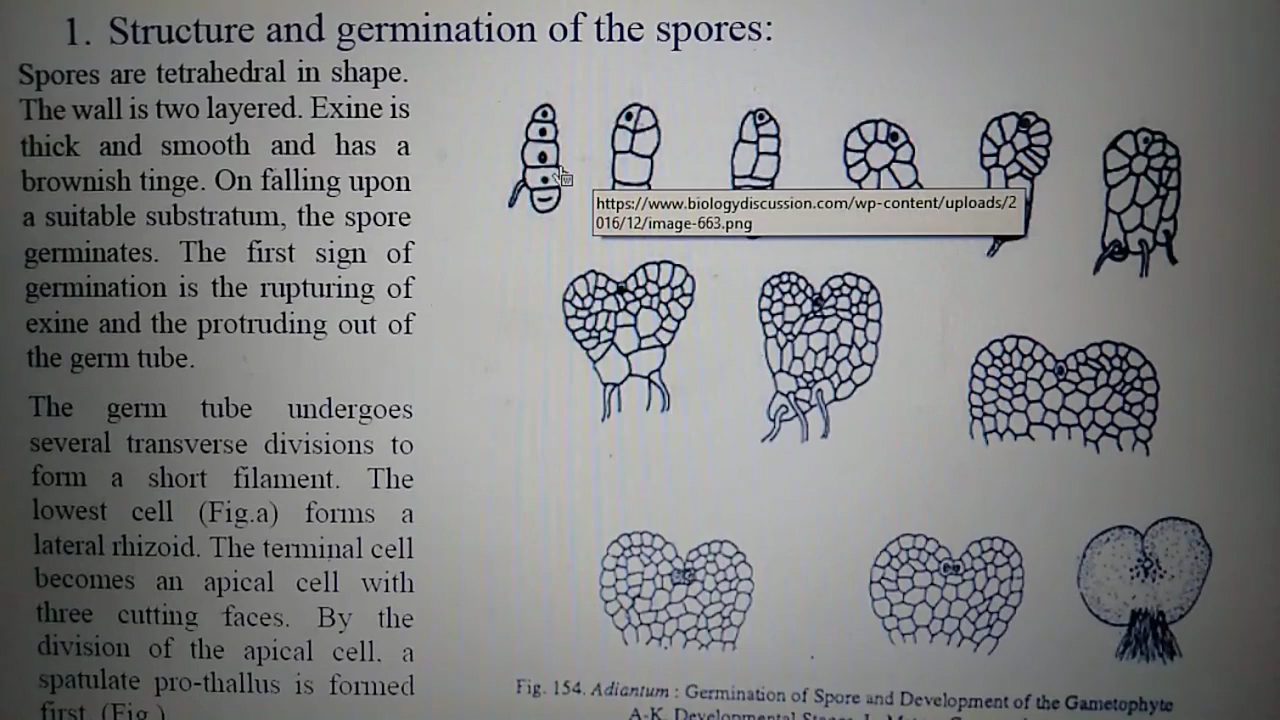 1. Structure and germination of the spores:
Spores are tetrahedral in shape.
The wall is two layered. Exine is
thick and smooth and has a
brownish tinge. On falling upon
a suitable substratum, the spore
germinates. The first sign of
germination is the rupturing of
exine and the protruding out of
the germ tube.
The germ tube undergoes
several transverse divisions to
form a short filament. The
lowest cell (Fig.a) forms a
lateral rhizoid. The terminal cell
becomes an apical cell with
three cutting faces. By the
division of the apical cell, a
spatulate pro-thallus is formed
first. (Fig.)
https://www.biologydiscussion.com/wp-content/uploads/2
016/12/image-663.png
Fig. 154. Adiantum : Germination of Spore and Development of the Gametophyte
A-K. Developmental Stages